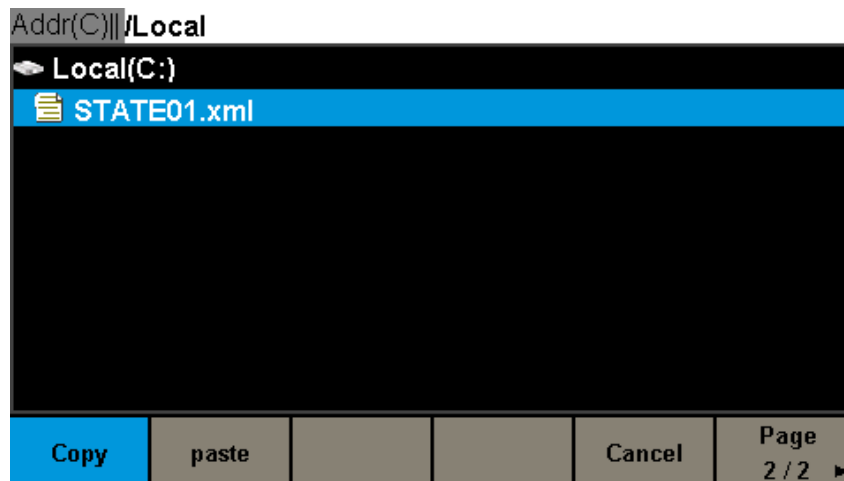 Addr(C)|| /Local
Local(C:)
STATE01.xml
Copy paste Cancel Page 2 / 2